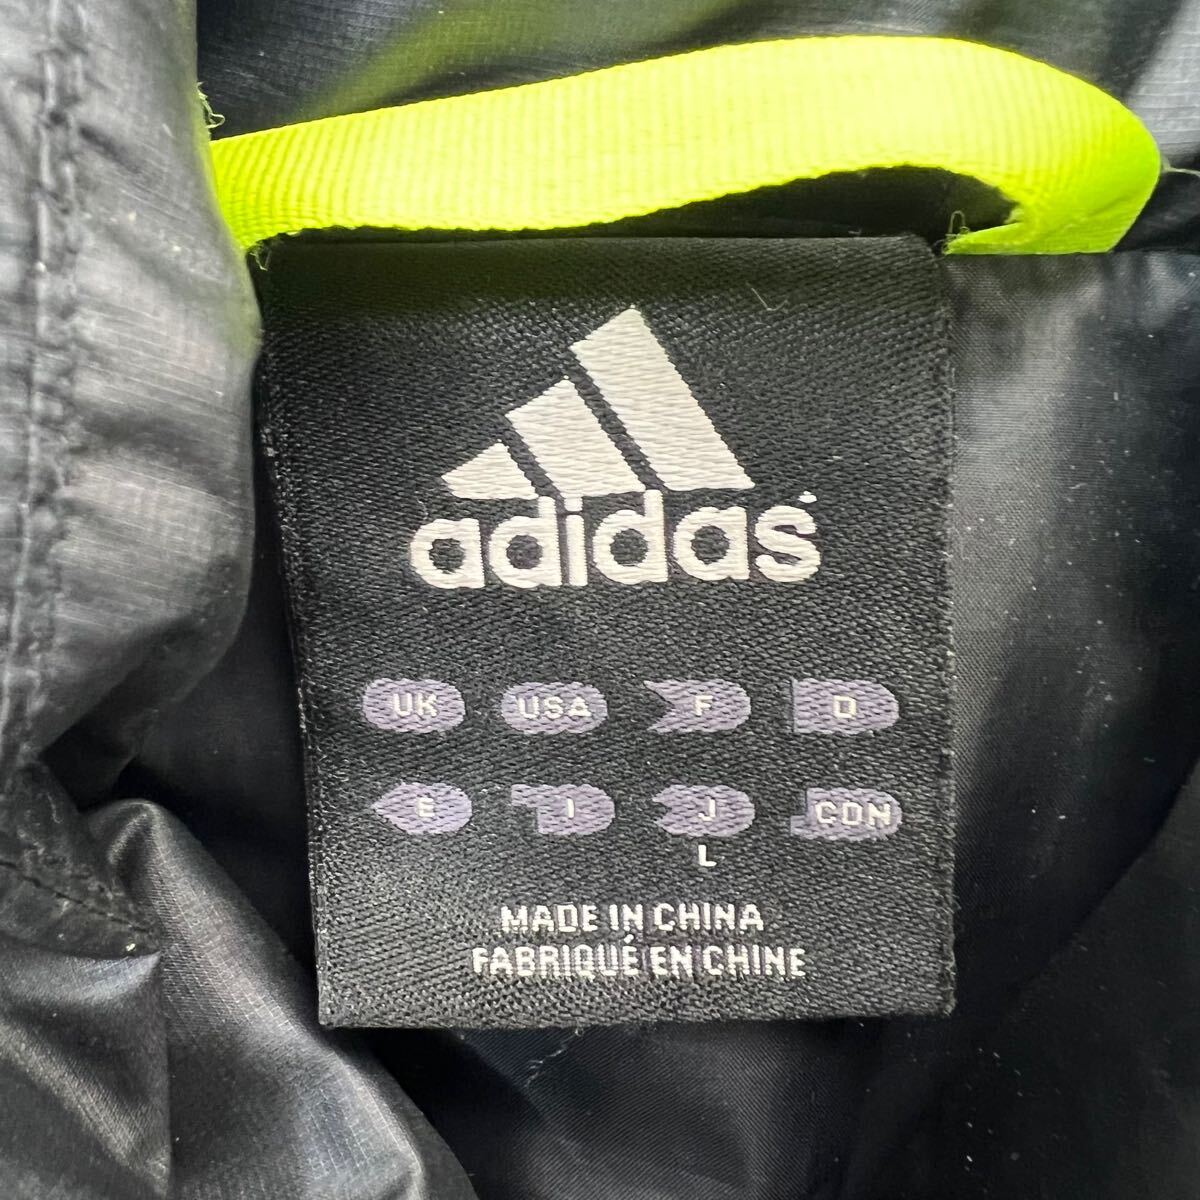 adidas
UK USA F D
E I J CDN
L
MADE IN CHINA
FABRIQUÉ EN CHINE